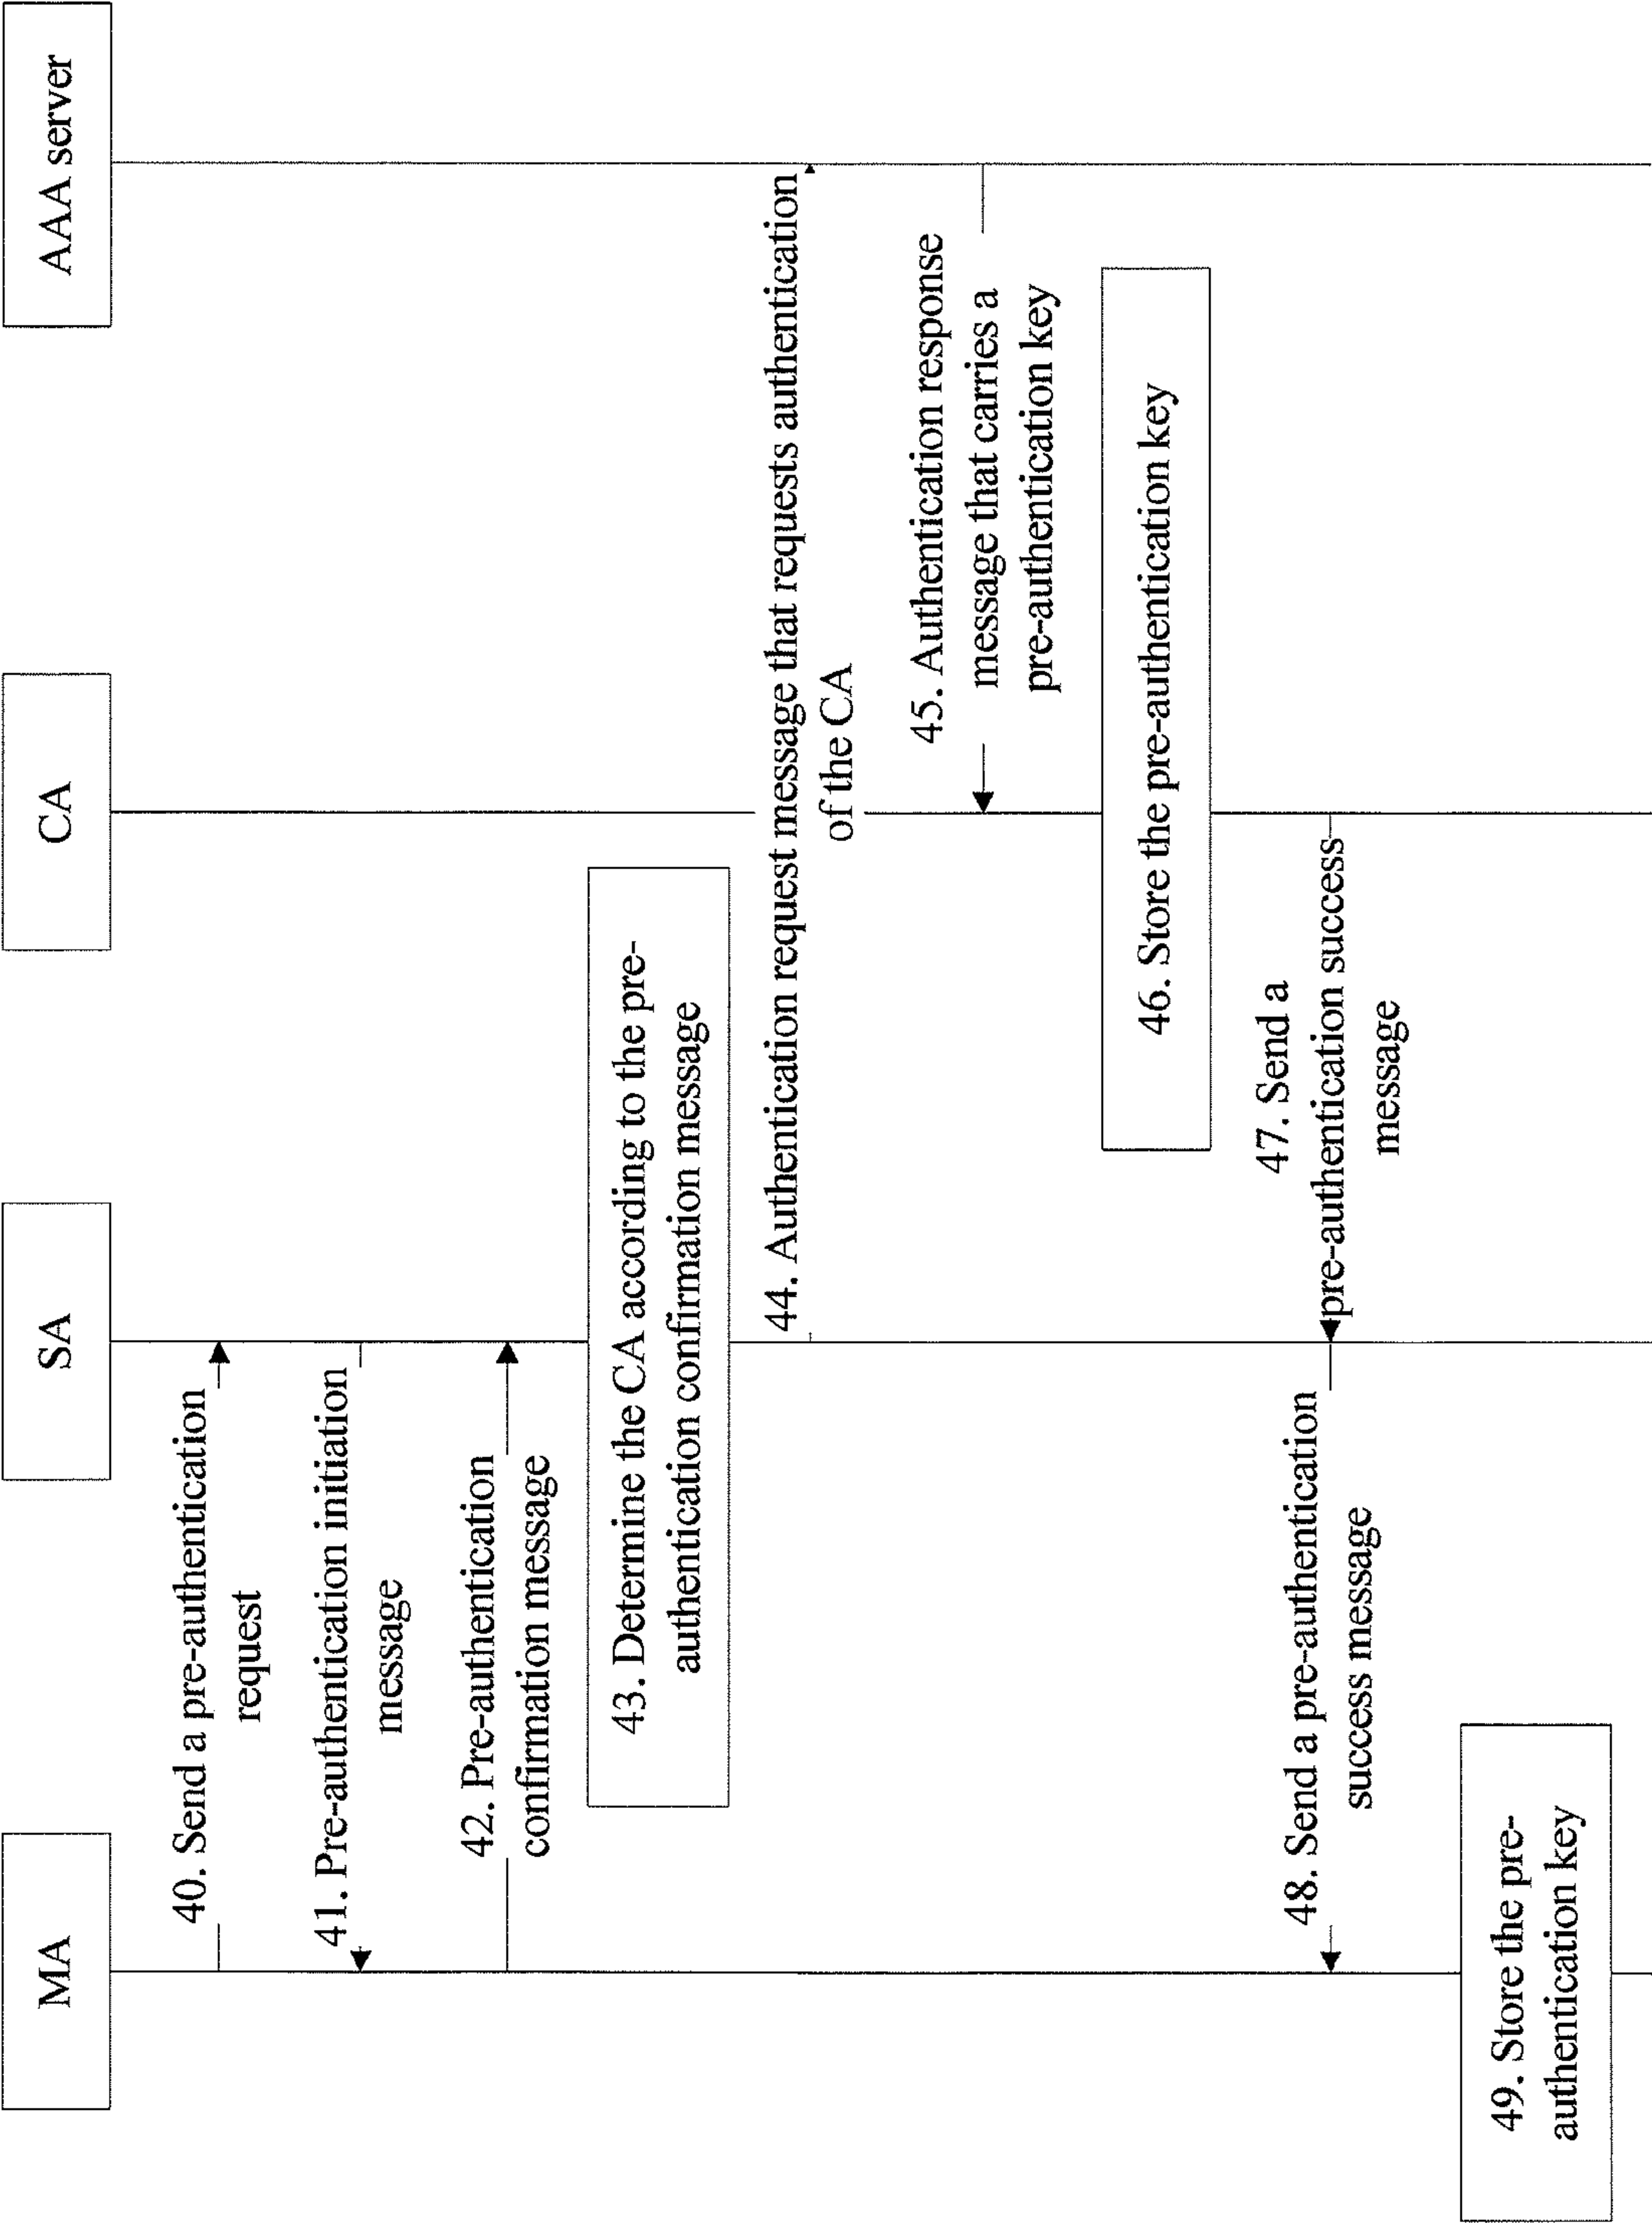 MA
SA
CA
AAA server
40. Send a pre-authentication
request
41. Pre-authentication initiation
message
42. Pre-authentication
confirmation message
43. Determine the CA according to the pre-
authentication confirmation message
44. Authentication request message that requests authentication
of the CA
45. Authentication response
message that carries a
pre-authentication key
46. Store the pre-authentication key
47. Send a
pre-authentication success
message
48. Send a pre-authentication
success message
49. Store the pre-
authentication key